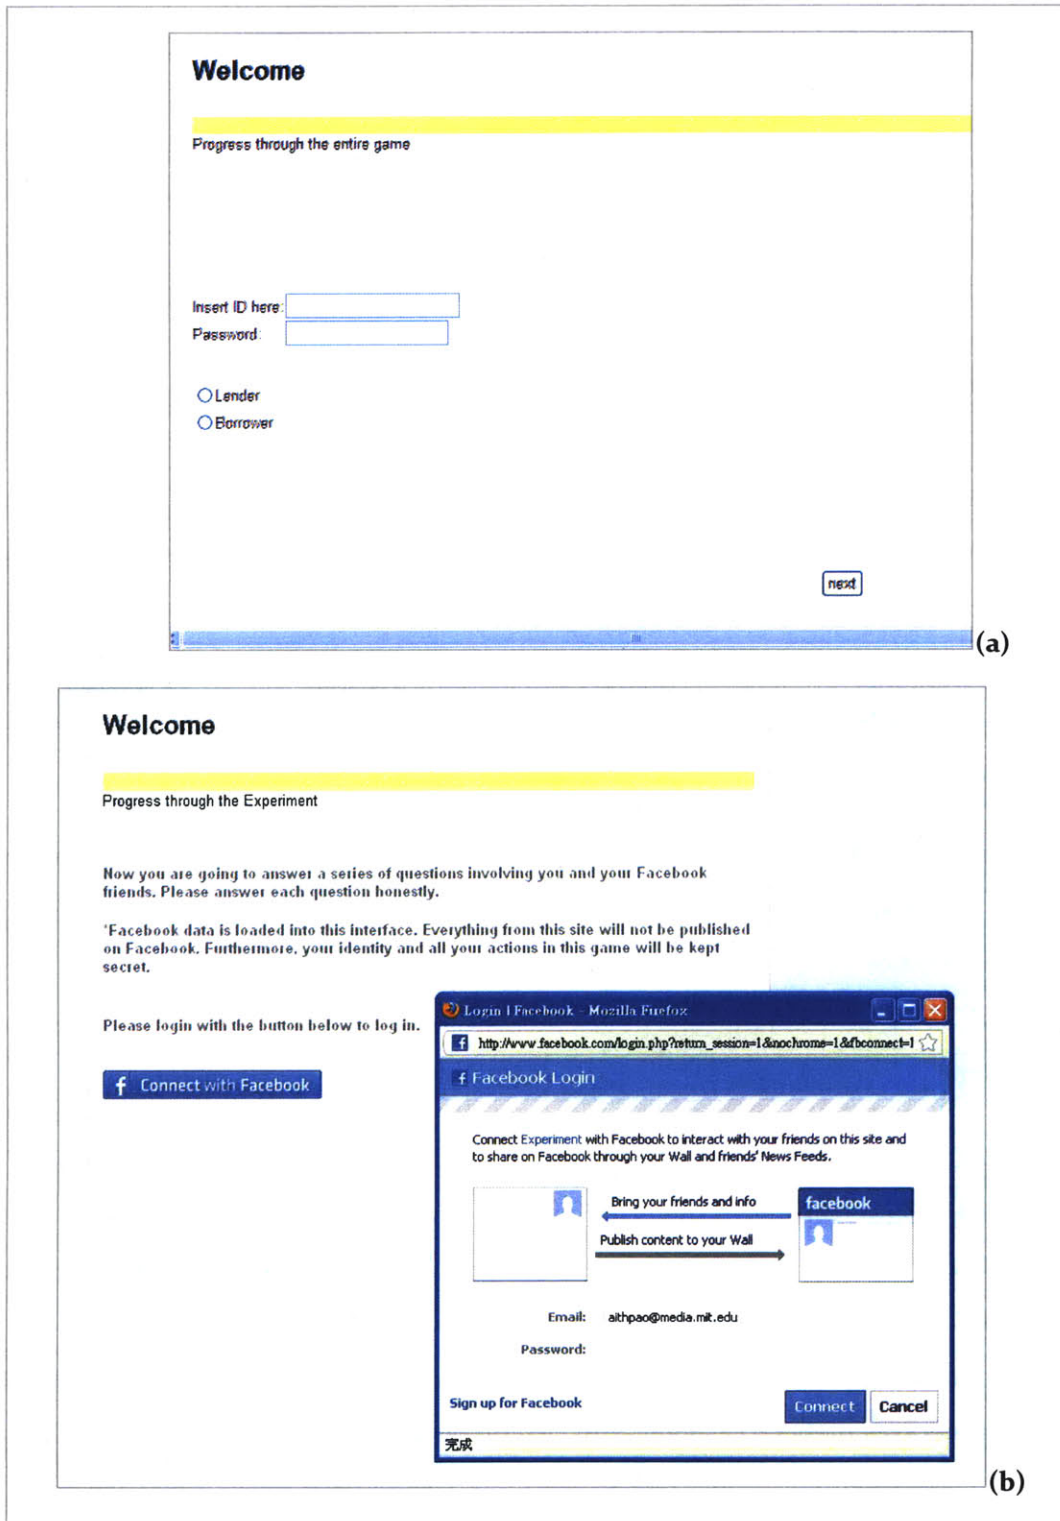 Welcome
Progress through the entire game
Insert ID here:
Password:
Lender
Borrower
next
(a)
Welcome
Progress through the Experiment
Now you are going to answer a series of questions involving you and your Facebook
friends. Please answer each question honestly.
*Facebook data is loaded into this interface. Everything from this site will not be published
on Facebook. Furthermore, your identity and all your actions in this game will be kept
secret.
Please login with the button below to log in.
f Connect with Facebook
Login | Facebook - Mozilla Firefox
http://www.facebook.com/login.php?return_session=1&nochrome=1&fbconnect=1
f Facebook Login
Connect Experiment with Facebook to interact with your friends on this site and
to share on Facebook through your Wall and friends' News Feeds.
Bring your friends and info
facebook
Publish content to your Wall
Email: aithpao@media.mit.edu
Password:
Sign up for Facebook
Connect
Cancel
完成
(b)